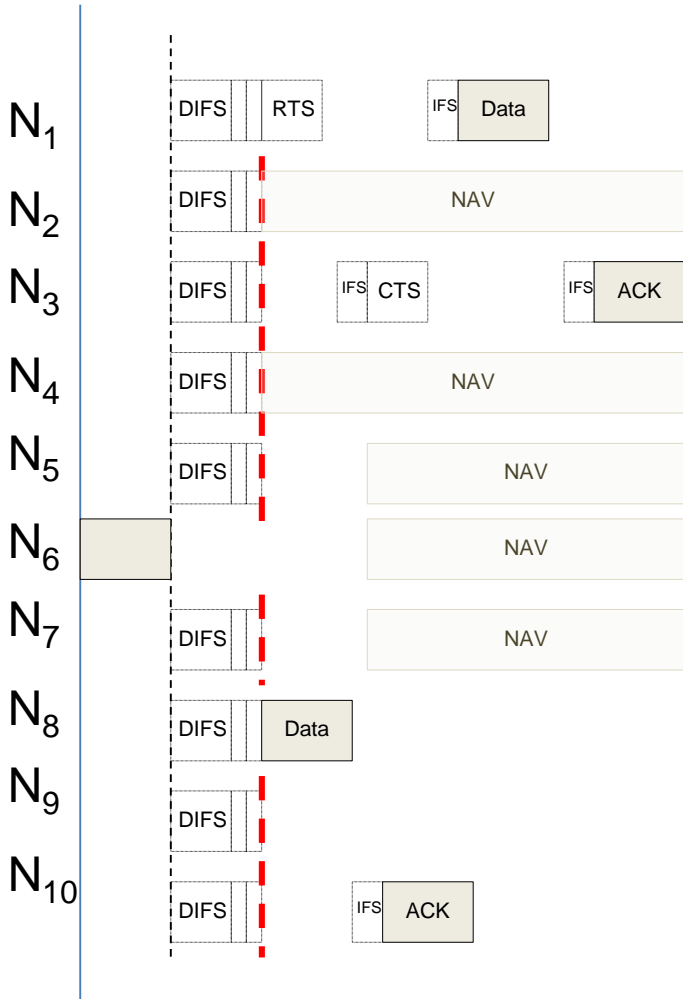 N1 DIFS RTS IFS Data
N2 DIFS NAV
N3 DIFS IFS CTS IFS ACK
N4 DIFS NAV
N5 DIFS NAV
N6 NAV
N7 DIFS NAV
N8 DIFS Data
N9 DIFS
N10 DIFS IFS ACK